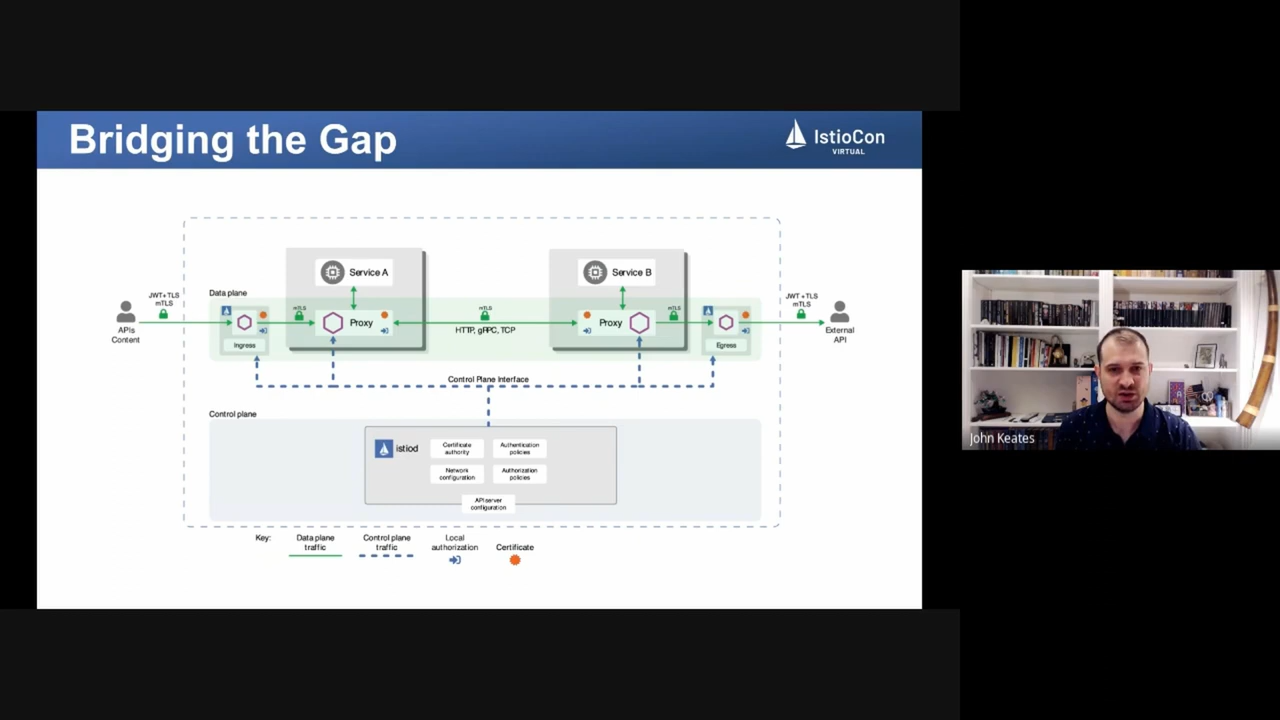 Bridging the Gap
IstioCon
VIRTUAL
Service A
Service B
Data plane
JWT + TLS
mTLS
mTLS
mTLS
mTLS
JWT + TLS
mTLS
Proxy
Proxy
HTTP, gRPC, TCP
APIs
Content
Ingress
Egress
External
API
Control Plane Interface
Control plane
istiod
Certificate
authority
Authentication
policies
Network
configuration
Authorization
policies
API server
configuration
Key:
Data plane
traffic
Control plane
traffic
Local
authorization
Certificate
John Keates